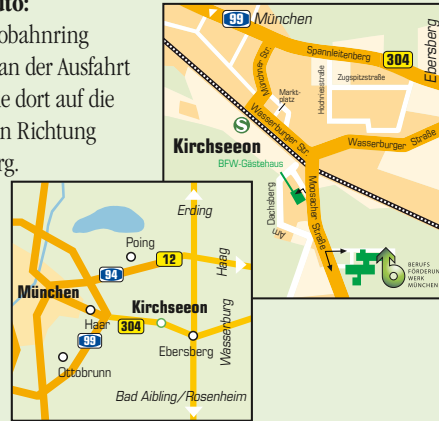 uto:
obahnring
an der Ausfahrt
e dort auf die
n Richtung
g.
99 München
Spannleitenberg
304
Ebersberg
Münchner Str.
Markt-
platz
Hochriesstraße
Zugspitzstraße
S
Wasserburger Str.
Wasserburger Straße
Kirchseeon
BFW-Gästehaus
Am Dachsberg
Moosacher Straße
BERUFS
FÖRDERUNGS
WERK
MÜNCHEN
Erding
Poing
12
Haag
94
München
Kirchseeon
Haar
304
99
Ebersberg
Wasserburg
Ottobrunn
Bad Aibling/Rosenheim